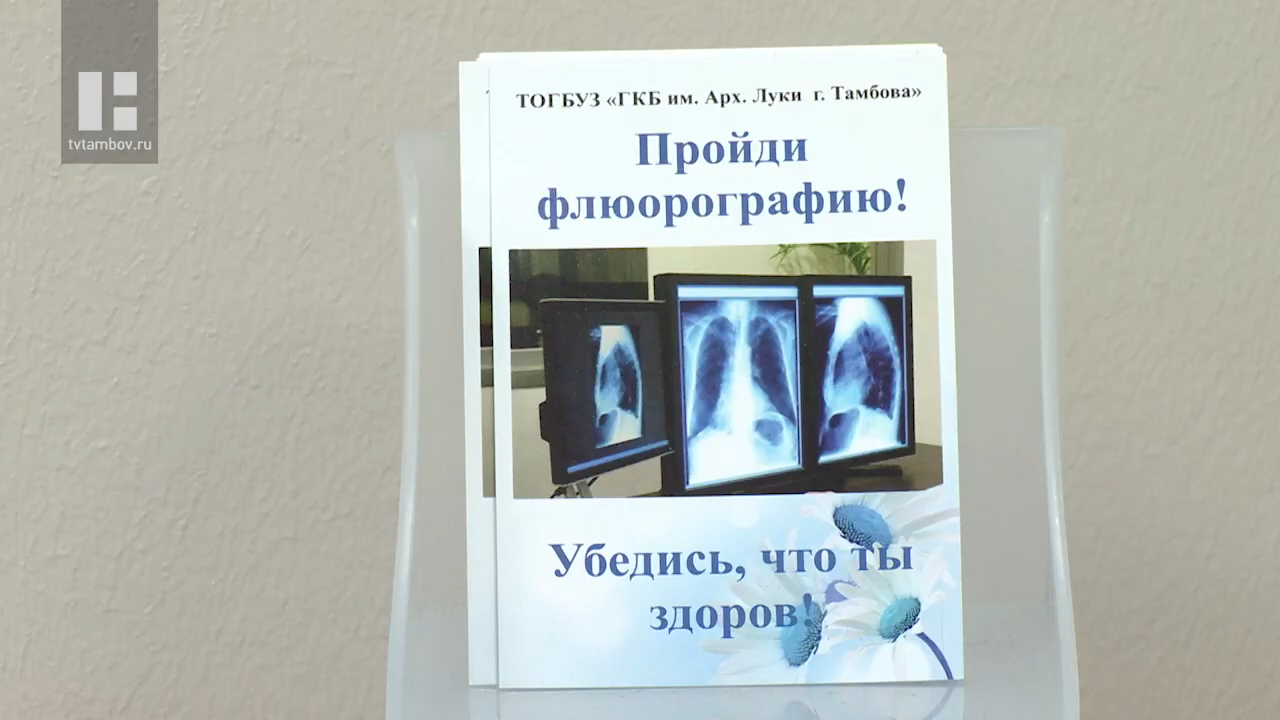 tvtambov.ru
ТОГБУЗ «ГКБ им. Арх. Луки г. Тамбова»
Пройди
флюорографию!
Убедись, что ты
здоров!